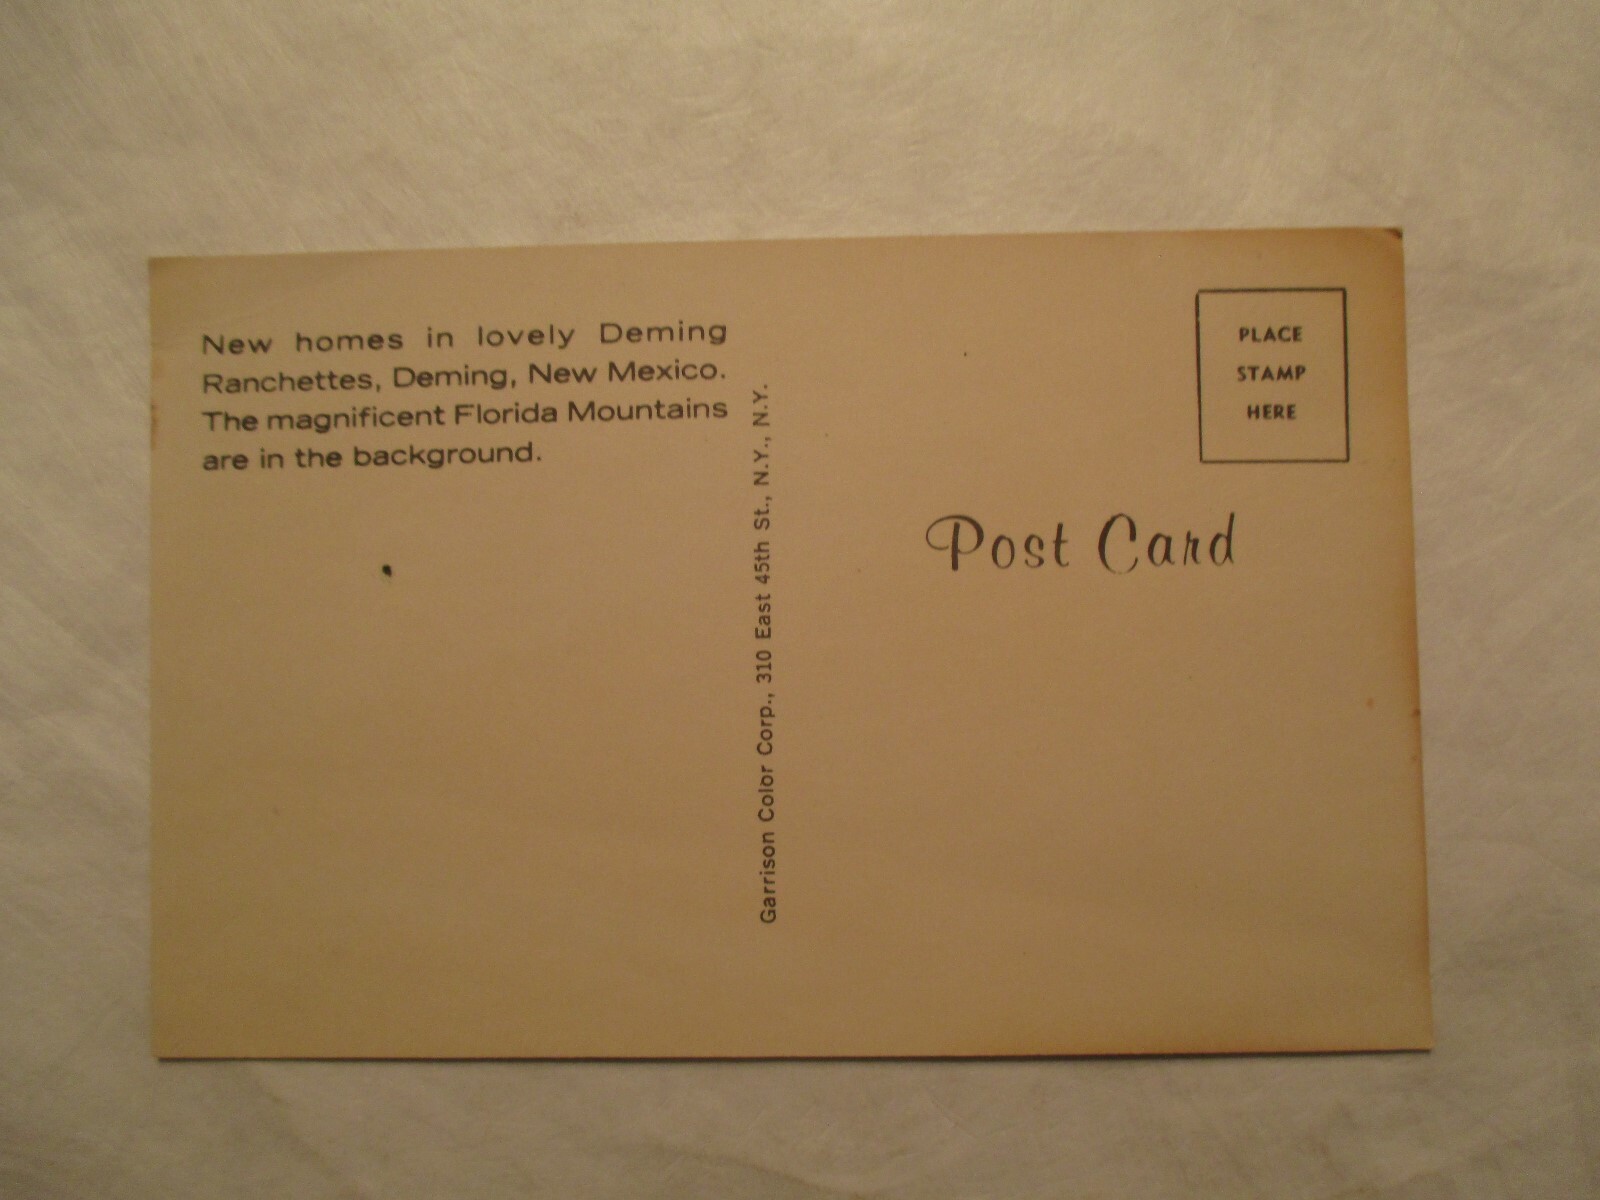 New homes in lovely Deming
Ranchettes, Deming, New Mexico.
The magnificent Florida Mountains
are in the background.
Garrison Color Corp., 310 East 45th St., N.Y., N.Y.
PLACE
STAMP
HERE
Post Card